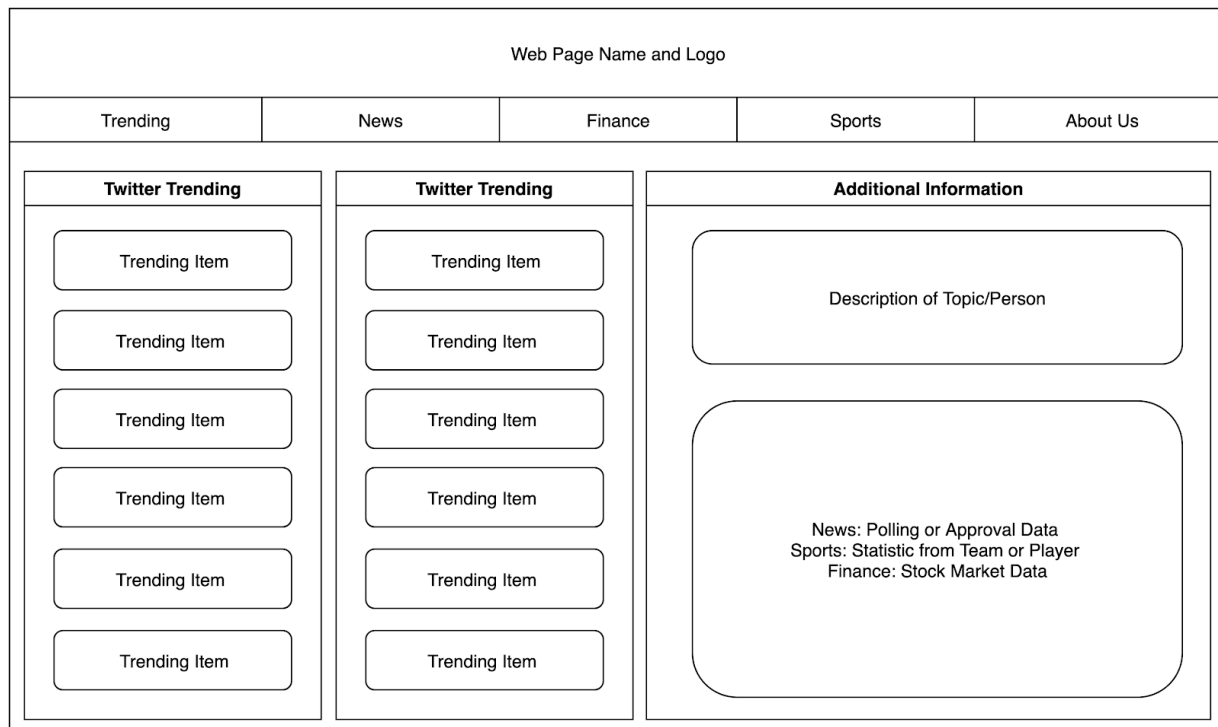 Web Page Name and Logo
Trending
News
Finance
Sports
About Us
Twitter Trending
Trending Item
Trending Item
Trending Item
Trending Item
Trending Item
Trending Item
Twitter Trending
Trending Item
Trending Item
Trending Item
Trending Item
Trending Item
Trending Item
Additional Information
Description of Topic/Person
News: Polling or Approval Data
Sports: Statistic from Team or Player
Finance: Stock Market Data